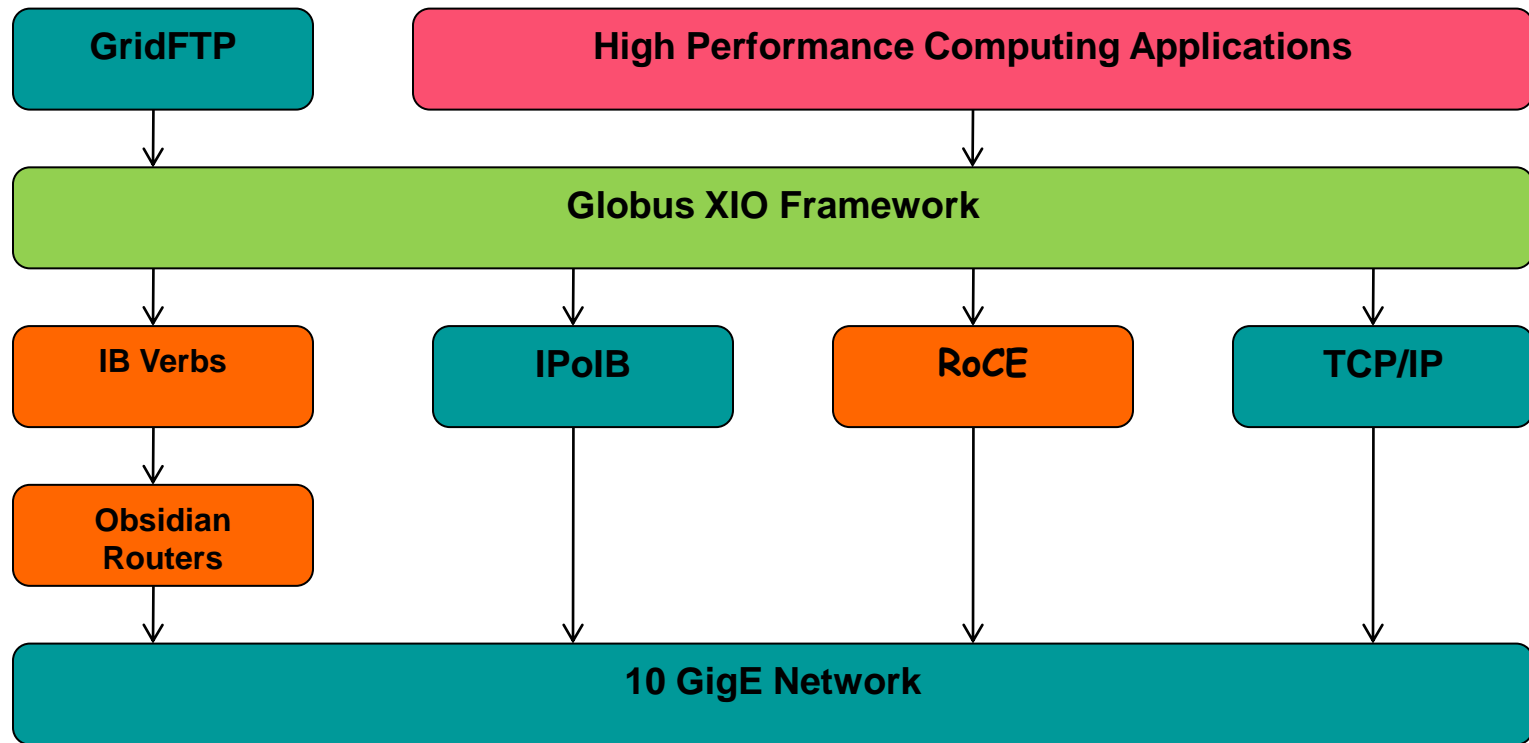 GridFTP
High Performance Computing Applications
Globus XIO Framework
IB Verbs
IPoIB
RoCE
TCP/IP
Obsidian
Routers
10 GigE Network